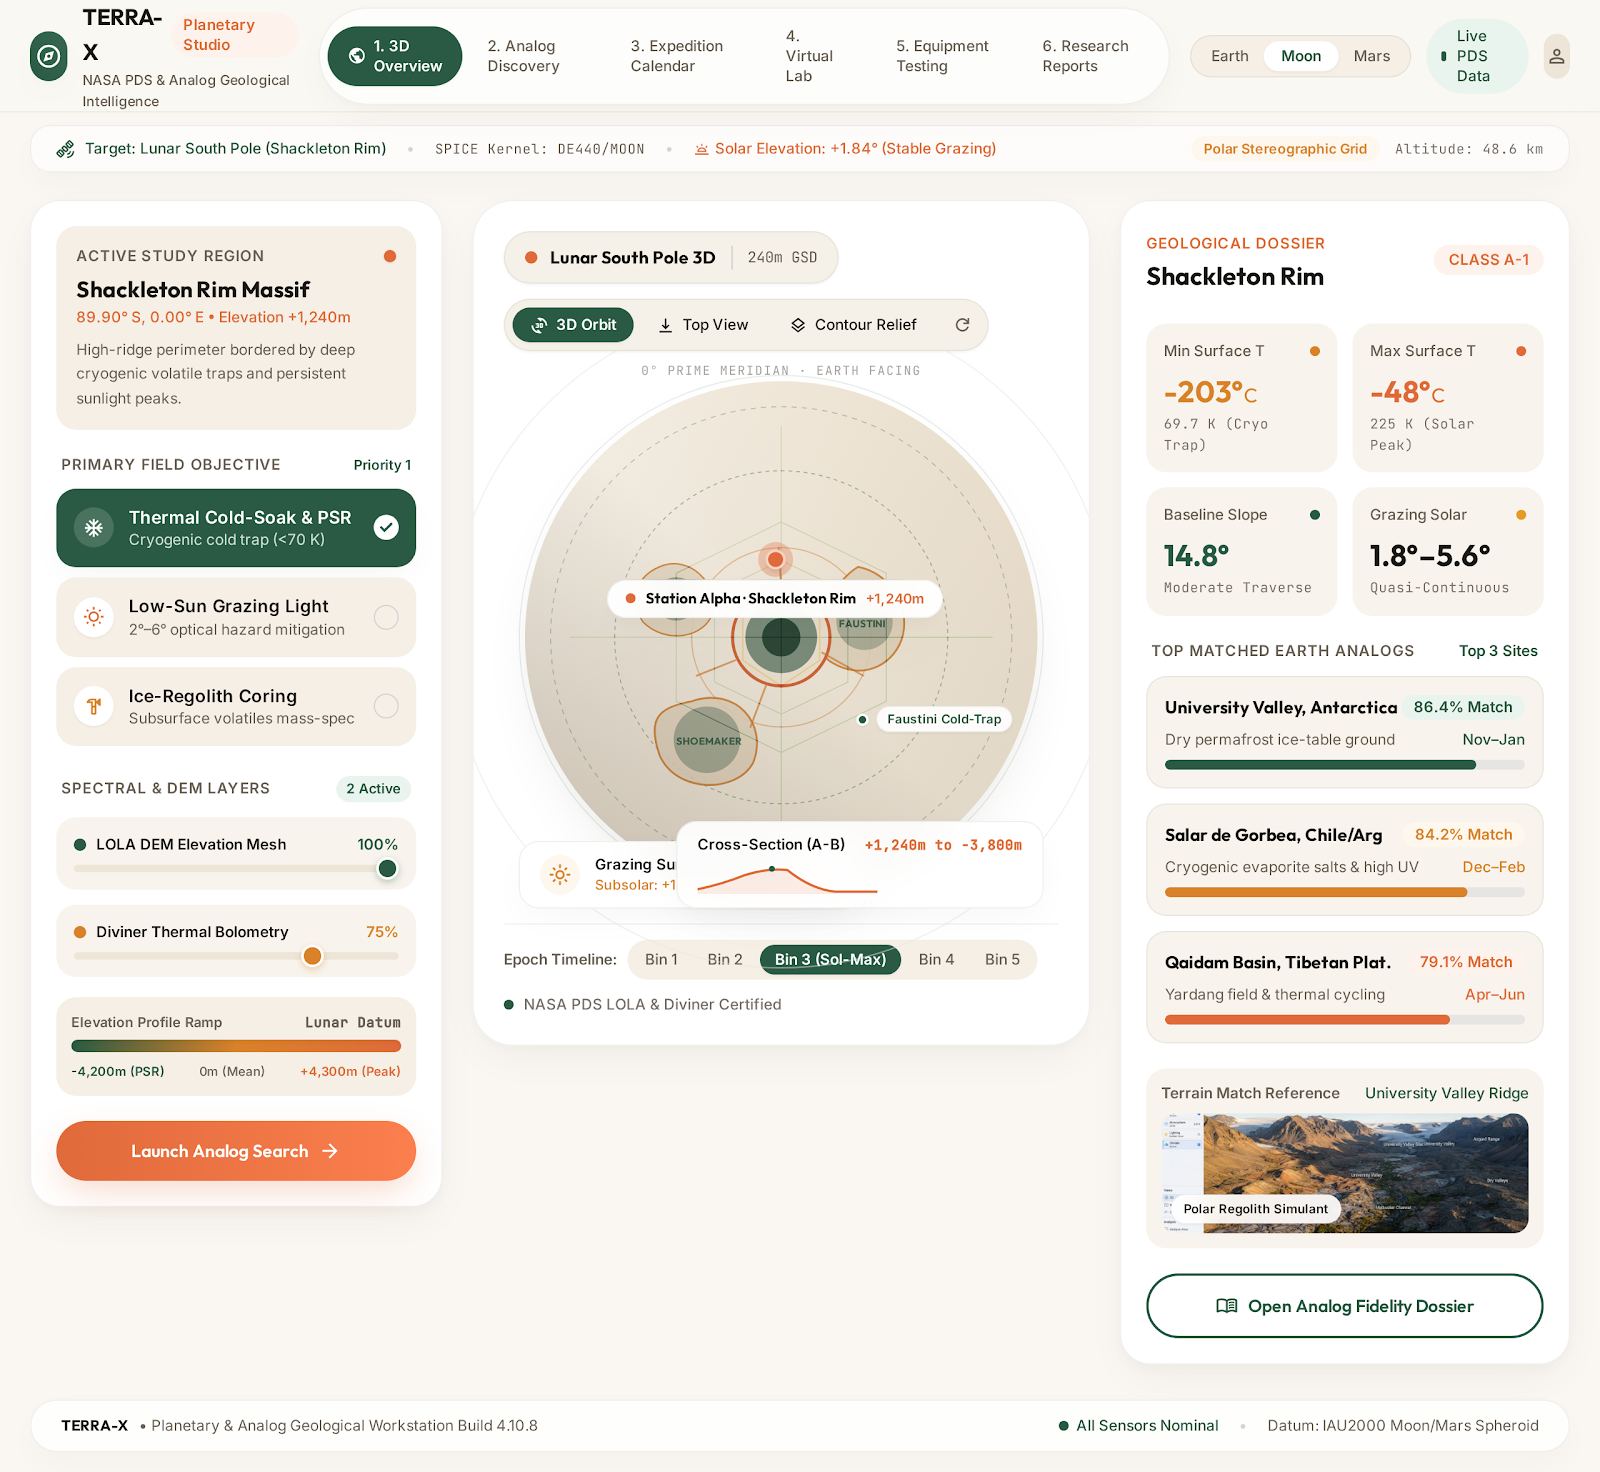 TERRA-
X
Planetary
Studio
NASA PDS & Analog Geological
Intelligence
1. 3D
Overview
2. Analog
Discovery
3. Expedition
Calendar
4.
Virtual
Lab
5. Equipment
Testing
6. Research
Reports
Earth
Moon
Mars
Live
PDS
Data
Target: Lunar South Pole (Shackleton Rim)
SPICE Kernel: DE440/MOON
Solar Elevation: +1.84° (Stable Grazing)
Polar Stereographic Grid
Altitude: 48.6 km
ACTIVE STUDY REGION
Shackleton Rim Massif
89.90° S, 0.00° E • Elevation +1,240m
High-ridge perimeter bordered by deep
cryogenic volatile traps and persistent
sunlight peaks.
PRIMARY FIELD OBJECTIVE
Priority 1
Thermal Cold-Soak & PSR
Cryogenic cold trap (<70 K)
Low-Sun Grazing Light
2°–6° optical hazard mitigation
Ice-Regolith Coring
Subsurface volatiles mass-spec
SPECTRAL & DEM LAYERS
2 Active
LOLA DEM Elevation Mesh
100%
Diviner Thermal Bolometry
75%
Elevation Profile Ramp
Lunar Datum
-4,200m (PSR)
0m (Mean)
+4,300m (Peak)
Launch Analog Search
Lunar South Pole 3D
240m GSD
3D Orbit
Top View
Contour Relief
0° PRIME MERIDIAN · EARTH FACING
Station Alpha · Shackleton Rim +1,240m
FAUSTINI
Faustini Cold-Trap
SHOEMAKER
Grazing Su
Subsolar: +1
Cross-Section (A-B)
+1,240m to -3,800m
Epoch Timeline:
Bin 1
Bin 2
Bin 3 (Sol-Max)
Bin 4
Bin 5
NASA PDS LOLA & Diviner Certified
GEOLOGICAL DOSSIER
Shackleton Rim
CLASS A-1
Min Surface T
-203°C
69.7 K (Cryo
Trap)
Max Surface T
-48°C
225 K (Solar
Peak)
Baseline Slope
14.8°
Moderate Traverse
Grazing Solar
1.8°–5.6°
Quasi-Continuous
TOP MATCHED EARTH ANALOGS
Top 3 Sites
University Valley, Antarctica
86.4% Match
Dry permafrost ice-table ground
Nov–Jan
Salar de Gorbea, Chile/Arg
84.2% Match
Cryogenic evaporite salts & high UV
Dec–Feb
Qaidam Basin, Tibetan Plat.
79.1% Match
Yardang field & thermal cycling
Apr–Jun
Terrain Match Reference
University Valley Ridge
University Valley
Polar Regolith Simulant
Open Analog Fidelity Dossier
TERRA-X • Planetary & Analog Geological Workstation Build 4.10.8
All Sensors Nominal
Datum: IAU2000 Moon/Mars Spheroid